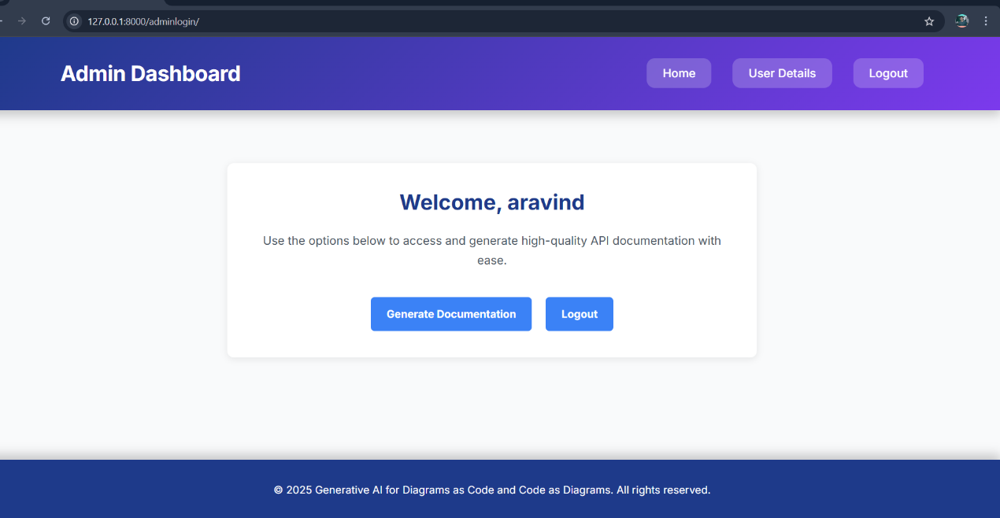 127.0.0.1:8000/adminlogin/
Admin Dashboard
Home
User Details
Logout
Welcome, aravind
Use the options below to access and generate high-quality API documentation with
ease.
Generate Documentation
Logout
© 2025 Generative AI for Diagrams as Code and Code as Diagrams. All rights reserved.